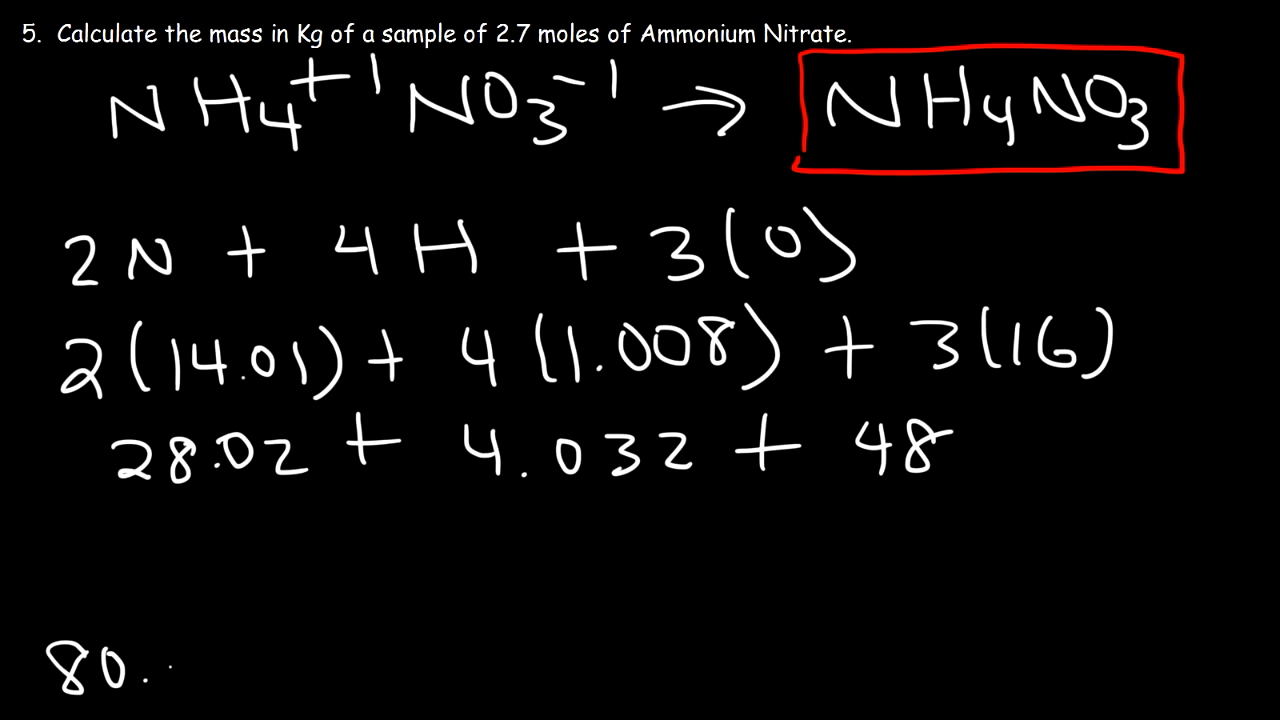 5. Calculate the mass in Kg of a sample of 2.7 moles of Ammonium Nitrate.
NH₄⁺¹ NO₃⁻¹ → NH₄NO₃
2N + 4H + 3(O)
2(14.01) + 4(1.008) + 3(16)
28.02 + 4.032 + 48
80.